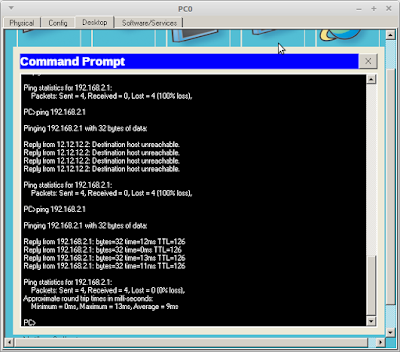 PC0
Physical Config Desktop Software/Services
Command Prompt
Ping statistics for 192.168.2.1:
Packets: Sent = 4, Received = 0, Lost = 4 (100% loss),
PC>ping 192.168.2.1
Pinging 192.168.2.1 with 32 bytes of data:
Reply from 12.12.12.2: Destination host unreachable.
Reply from 12.12.12.2: Destination host unreachable.
Reply from 12.12.12.2: Destination host unreachable.
Reply from 12.12.12.2: Destination host unreachable.
Ping statistics for 192.168.2.1:
Packets: Sent = 4, Received = 0, Lost = 4 (100% loss),
PC>ping 192.168.2.1
Pinging 192.168.2.1 with 32 bytes of data:
Reply from 192.168.2.1: bytes=32 time=12ms TTL=126
Reply from 192.168.2.1: bytes=32 time=0ms TTL=126
Reply from 192.168.2.1: bytes=32 time=13ms TTL=126
Reply from 192.168.2.1: bytes=32 time=11ms TTL=126
Ping statistics for 192.168.2.1:
Packets: Sent = 4, Received = 4, Lost = 0 (0% loss),
Approximate round trip times in milli-seconds:
Minimum = 0ms, Maximum = 13ms, Average = 9ms
PC>